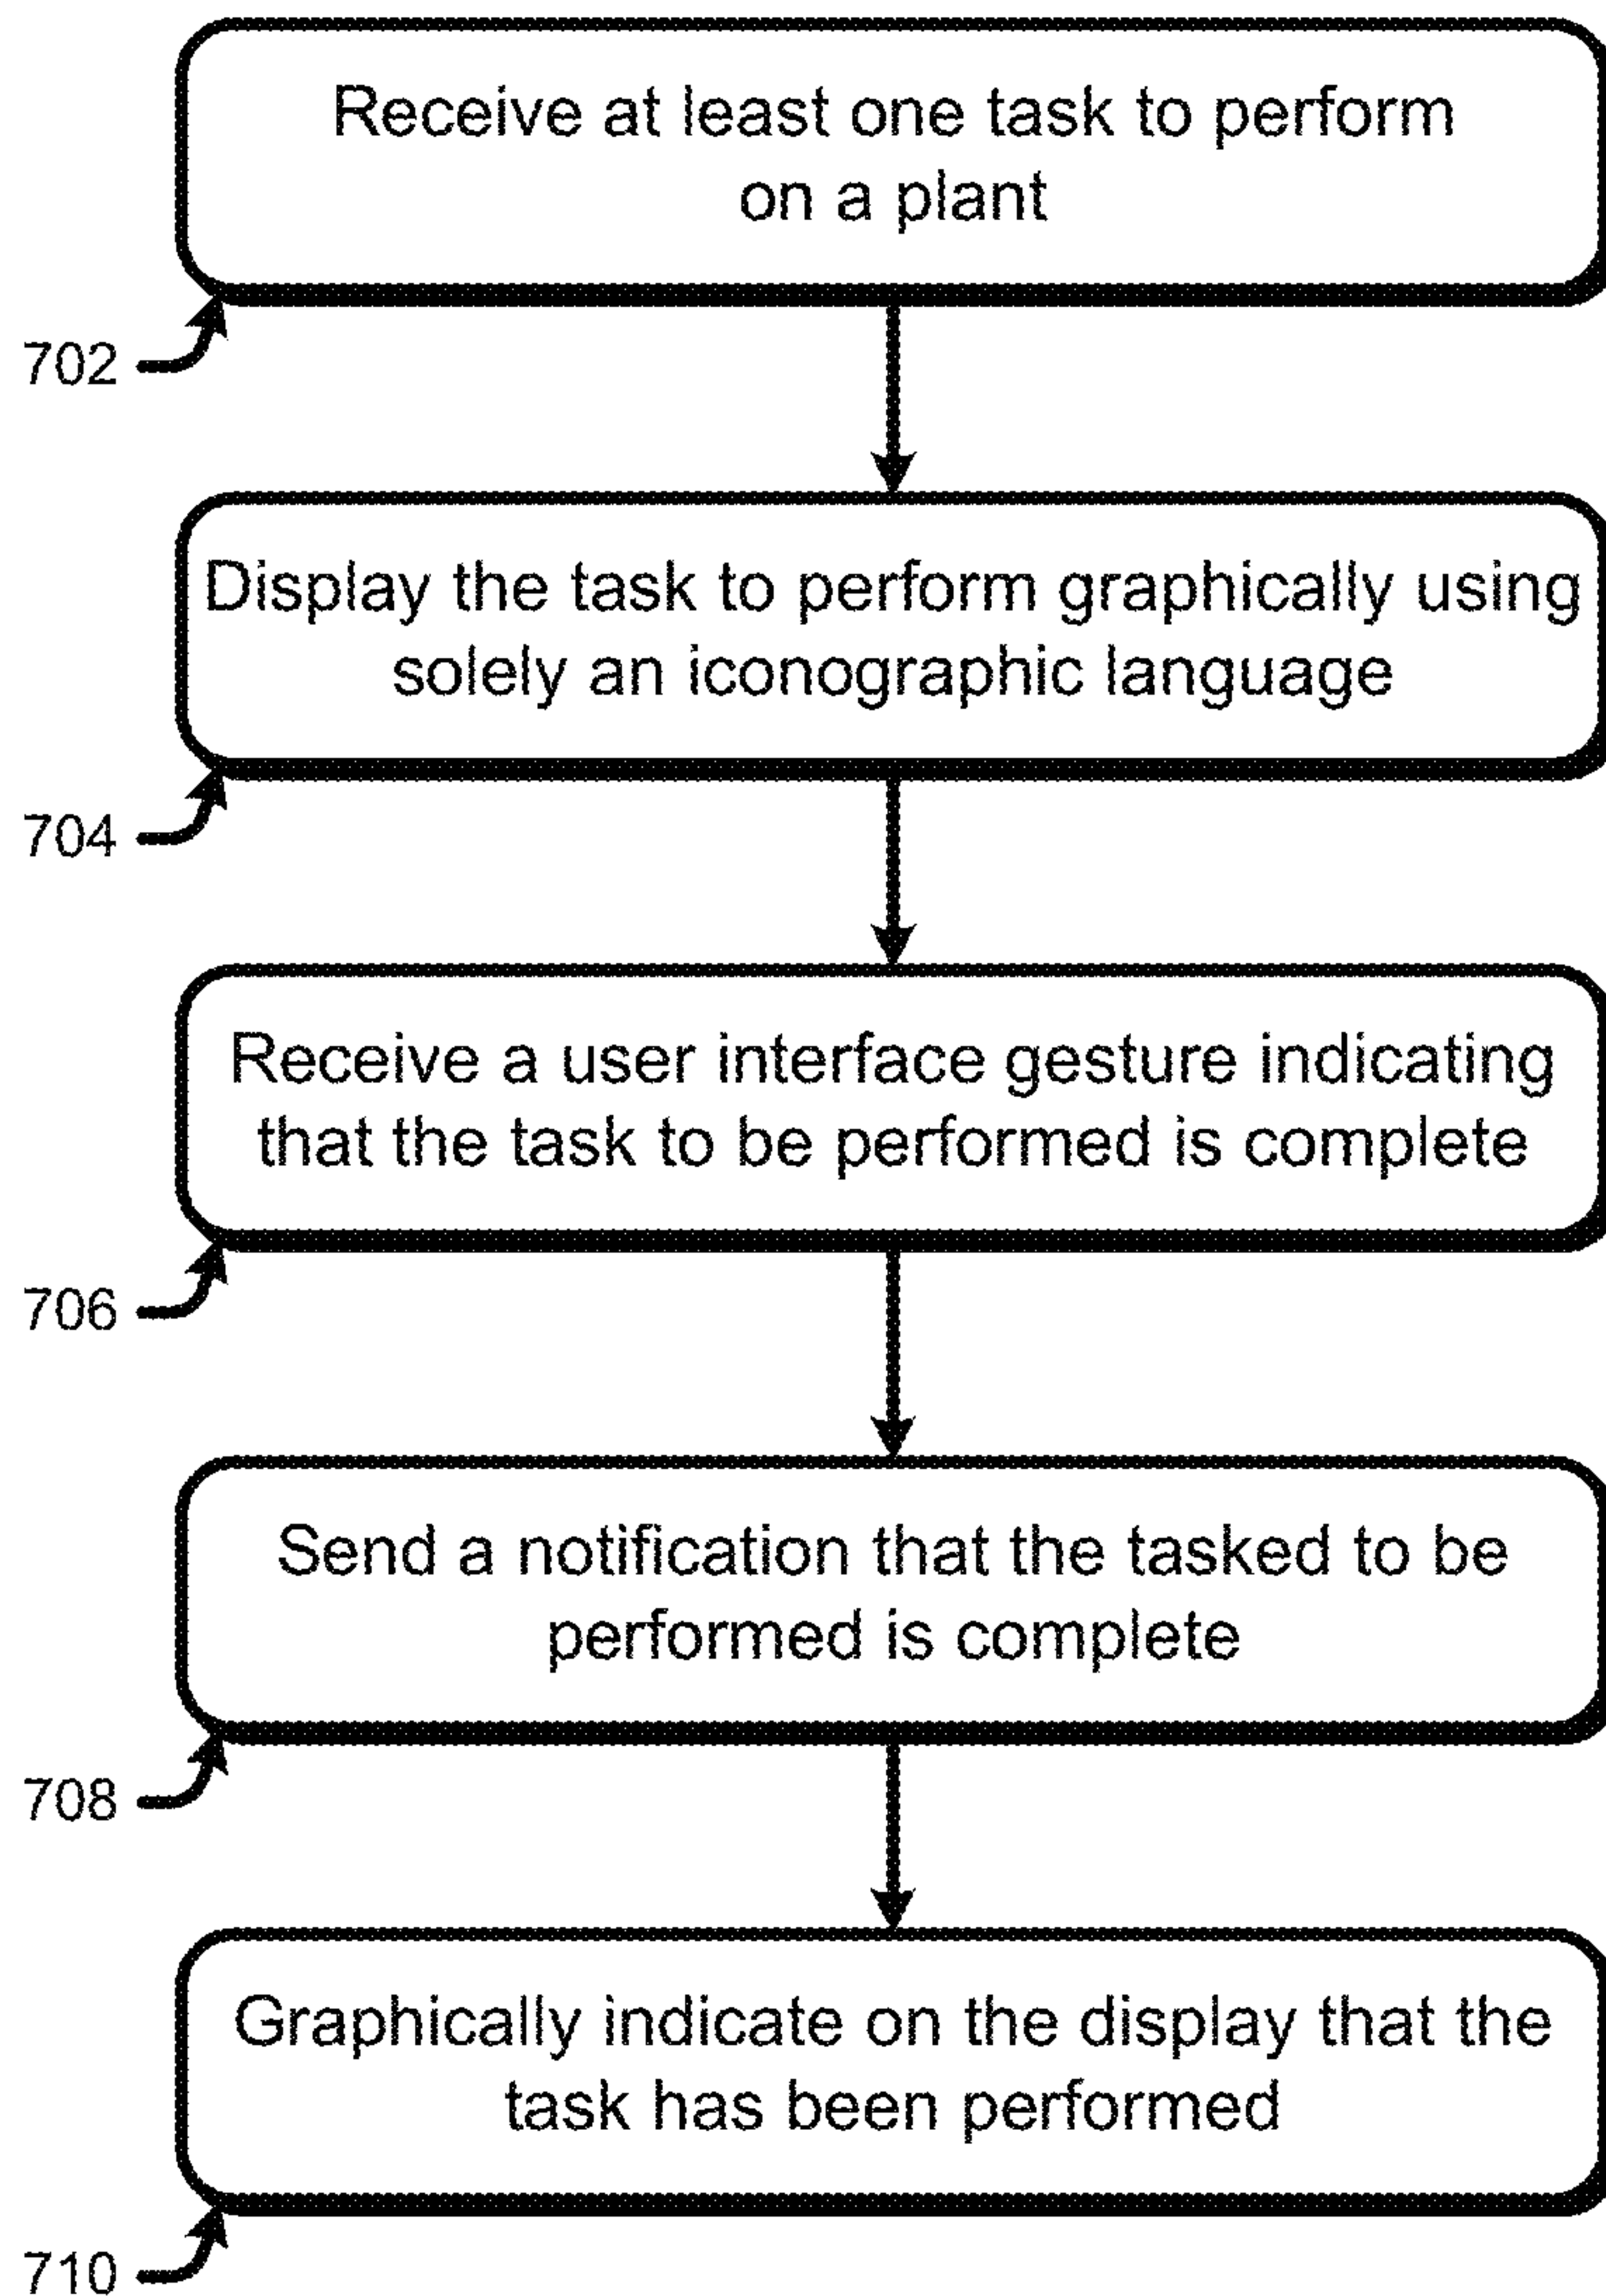 Receive at least one task to perform
on a plant
702
Display the task to perform graphically using
solely an iconographic language
704
Receive a user interface gesture indicating
that the task to be performed is complete
706
Send a notification that the tasked to be
performed is complete
708
Graphically indicate on the display that the
task has been performed
710